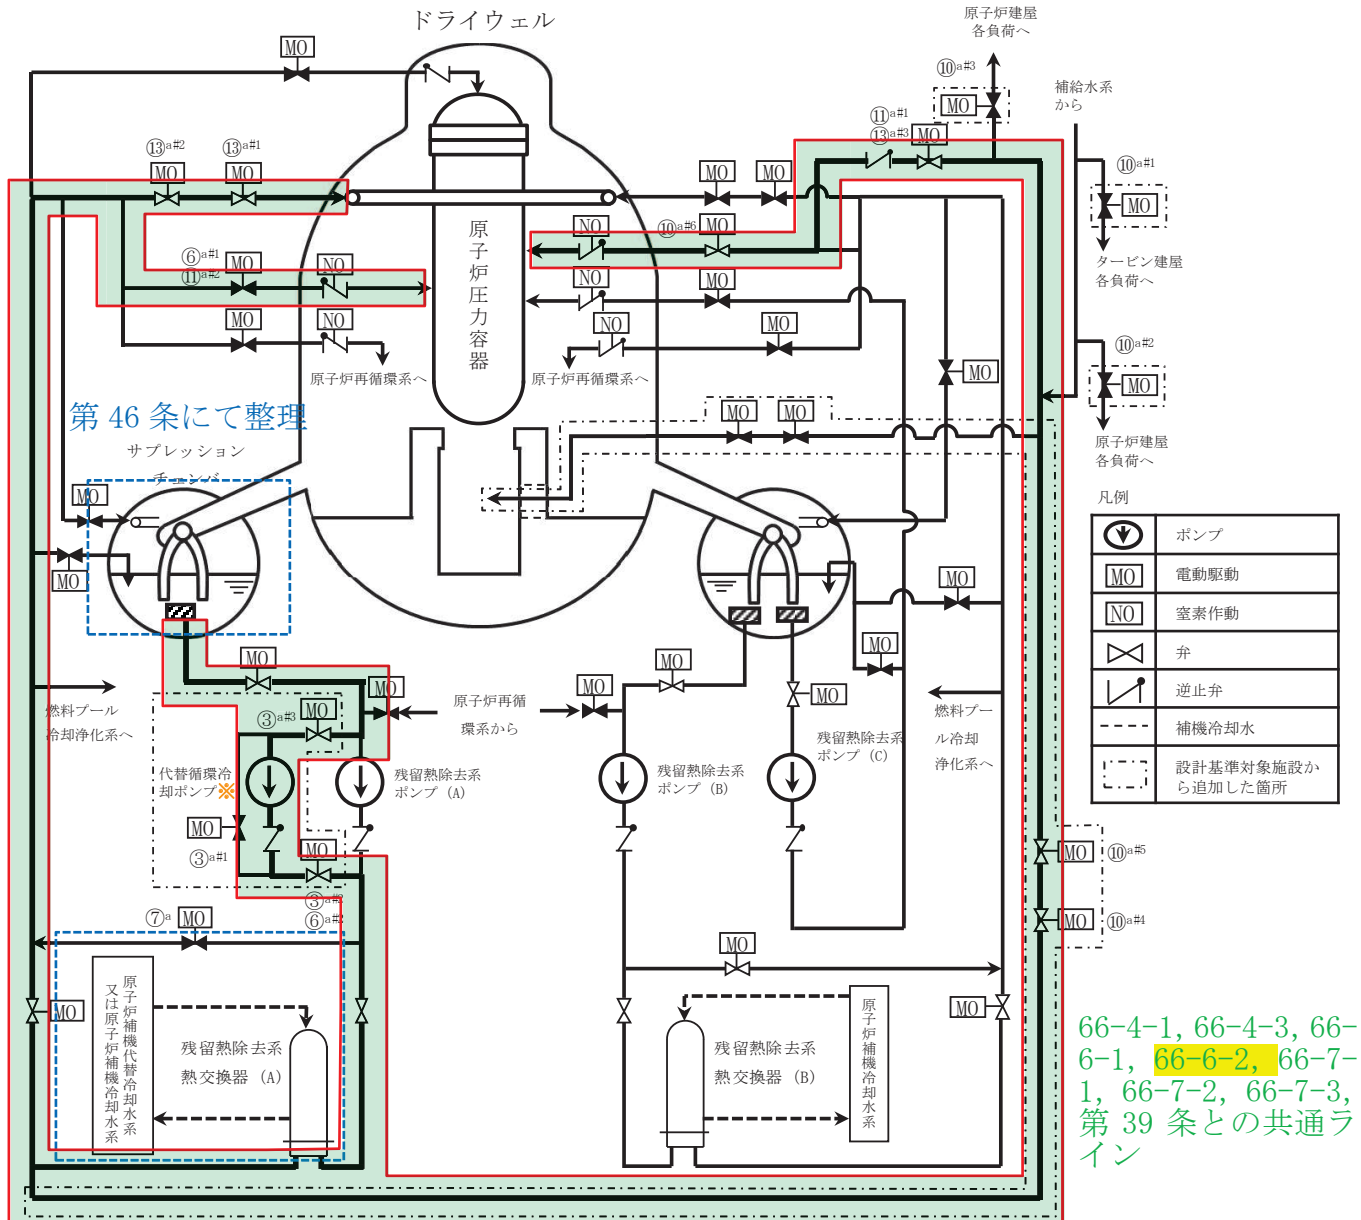 ドライウェル
原子炉建屋
各負荷へ
MO
⑩a#3
MO
補給水系
から
⑪a#1
⑬a#3
MO
⑬a#2
⑬a#1
MO
MO
MO
MO
⑩a#1
MO
タービン建屋
各負荷へ
原子炉圧力容器
NO
⑩a#6
MO
⑥a#1
⑪a#2
MO
NO
NO
MO
MO
NO
NO
MO
原子炉再循環系へ
原子炉再循環系へ
MO
⑩a#2
MO
原子炉建屋
各負荷へ
第 46 条にて整理
サプレッション
チェンバ
MO
MO
MO
MO
凡例
ポンプ
MO
電動駆動
NO
窒素作動
弁
逆止弁
補機冷却水
設計基準対象施設か
ら追加した箇所
MO
MO
MO
MO
MO
MO
MO
MO
燃料プール
冷却浄化系へ
③a#3
MO
原子炉再循
環系から
残留熱除去系
ポンプ (C)
燃料プー
ル冷却
浄化系へ
代替循環冷
却ポンプ※
残留熱除去系
ポンプ (A)
残留熱除去系
ポンプ (B)
MO
③a#1
MO
③a#2
⑥a#2
MO
⑩a#5
MO
⑩a#4
⑦a
MO
MO
MO
MO
原子炉補機代替冷却水系
又は原子炉補機冷却水系
残留熱除去系
熱交換器 (A)
残留熱除去系
熱交換器 (B)
原子炉補機冷却水系
66-4-1, 66-4-3, 66-
6-1, 66-6-2, 66-7-
1, 66-7-2, 66-7-3,
第 39 条との共通ラ
イン